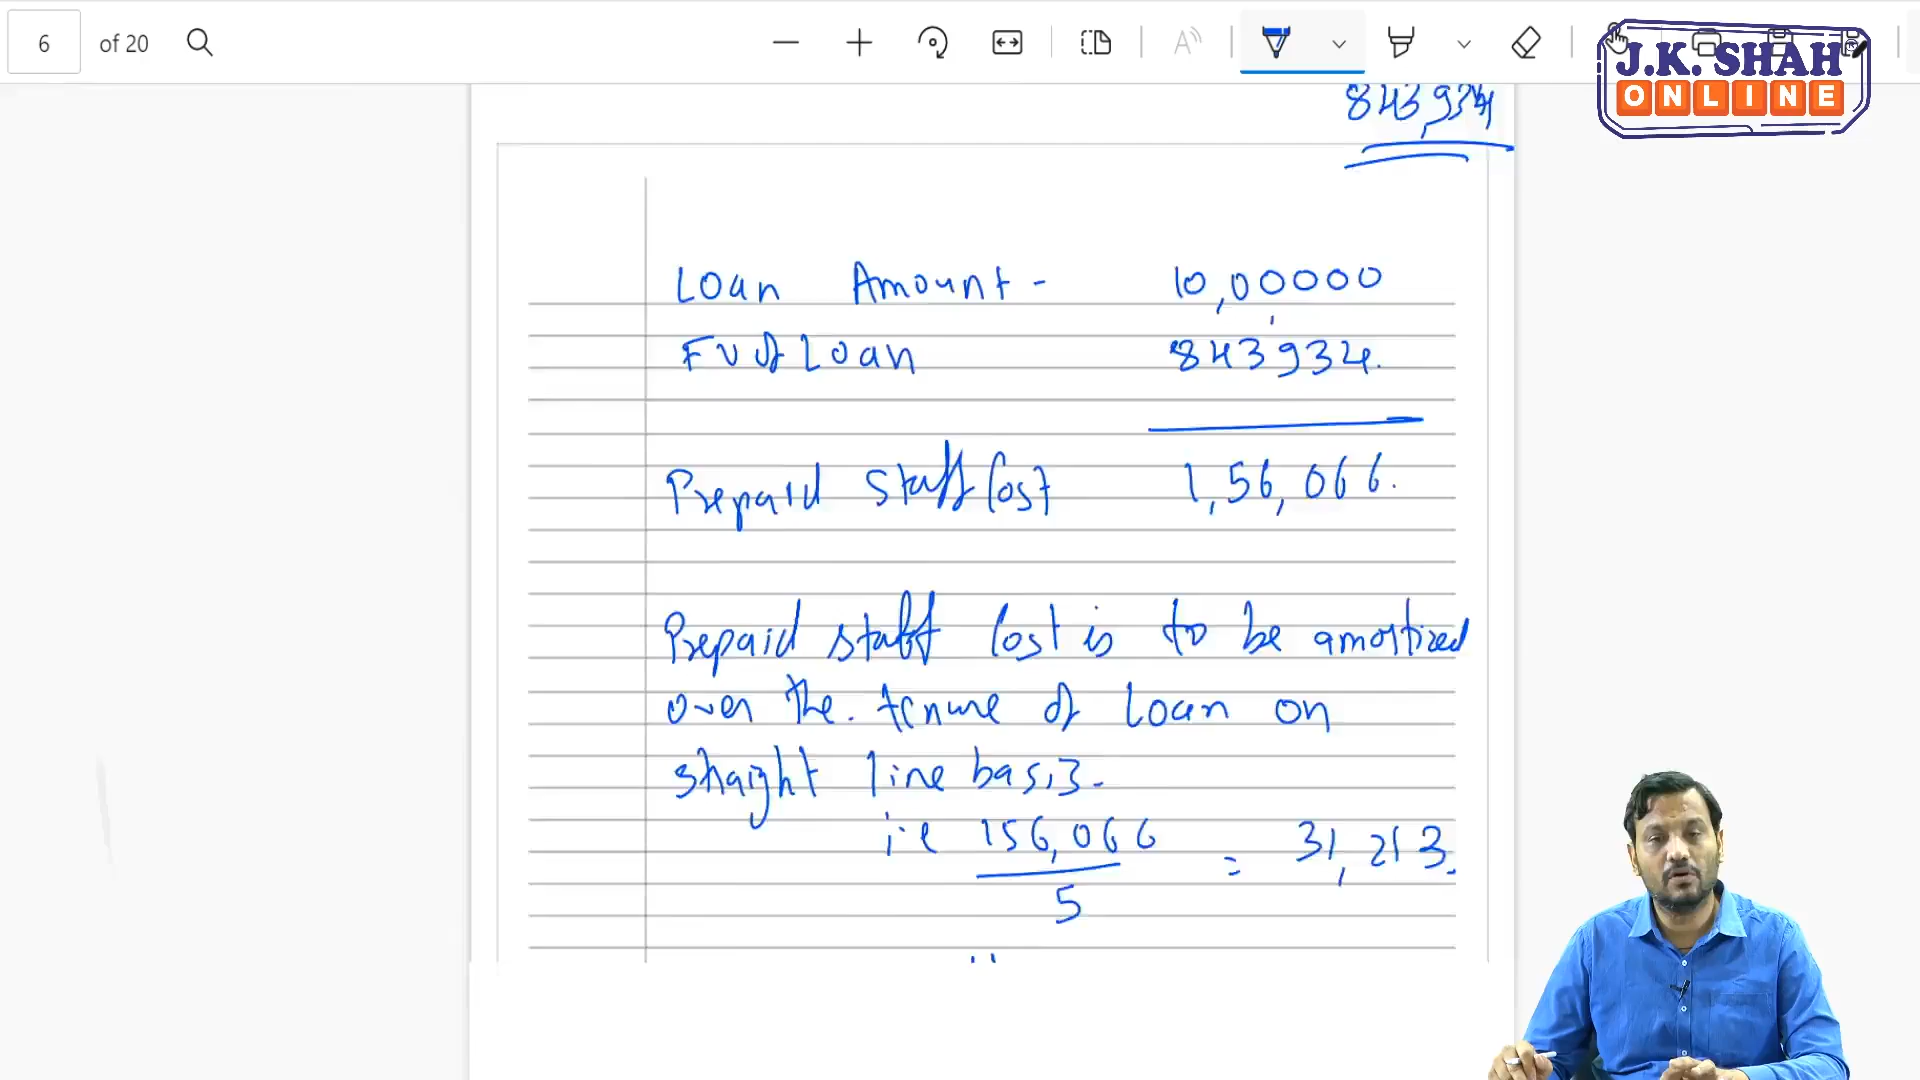 6 of 20
J.K. SHAH
ONLINE
843,934
Loan Amount - 10,00000
FV of Loan 843934.
Prepaid Staff Cost 1,56,066.
Prepaid staff cost is to be amortized
over the. tenure of loan on
straight line basis.
i.e 156,066
= 31,213.
5